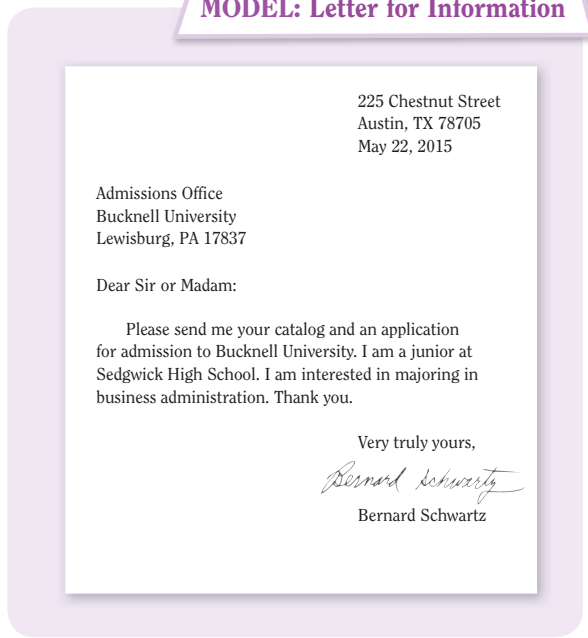 MODEL: Letter for Information
225 Chestnut Street
Austin, TX 78705
May 22, 2015
Admissions Office
Bucknell University
Lewisburg, PA 17837
Dear Sir or Madam:
Please send me your catalog and an application
for admission to Bucknell University. I am a junior at
Sedgwick High School. I am interested in majoring in
business administration. Thank you.
Very truly yours,
Bernard Schwartz
Bernard Schwartz